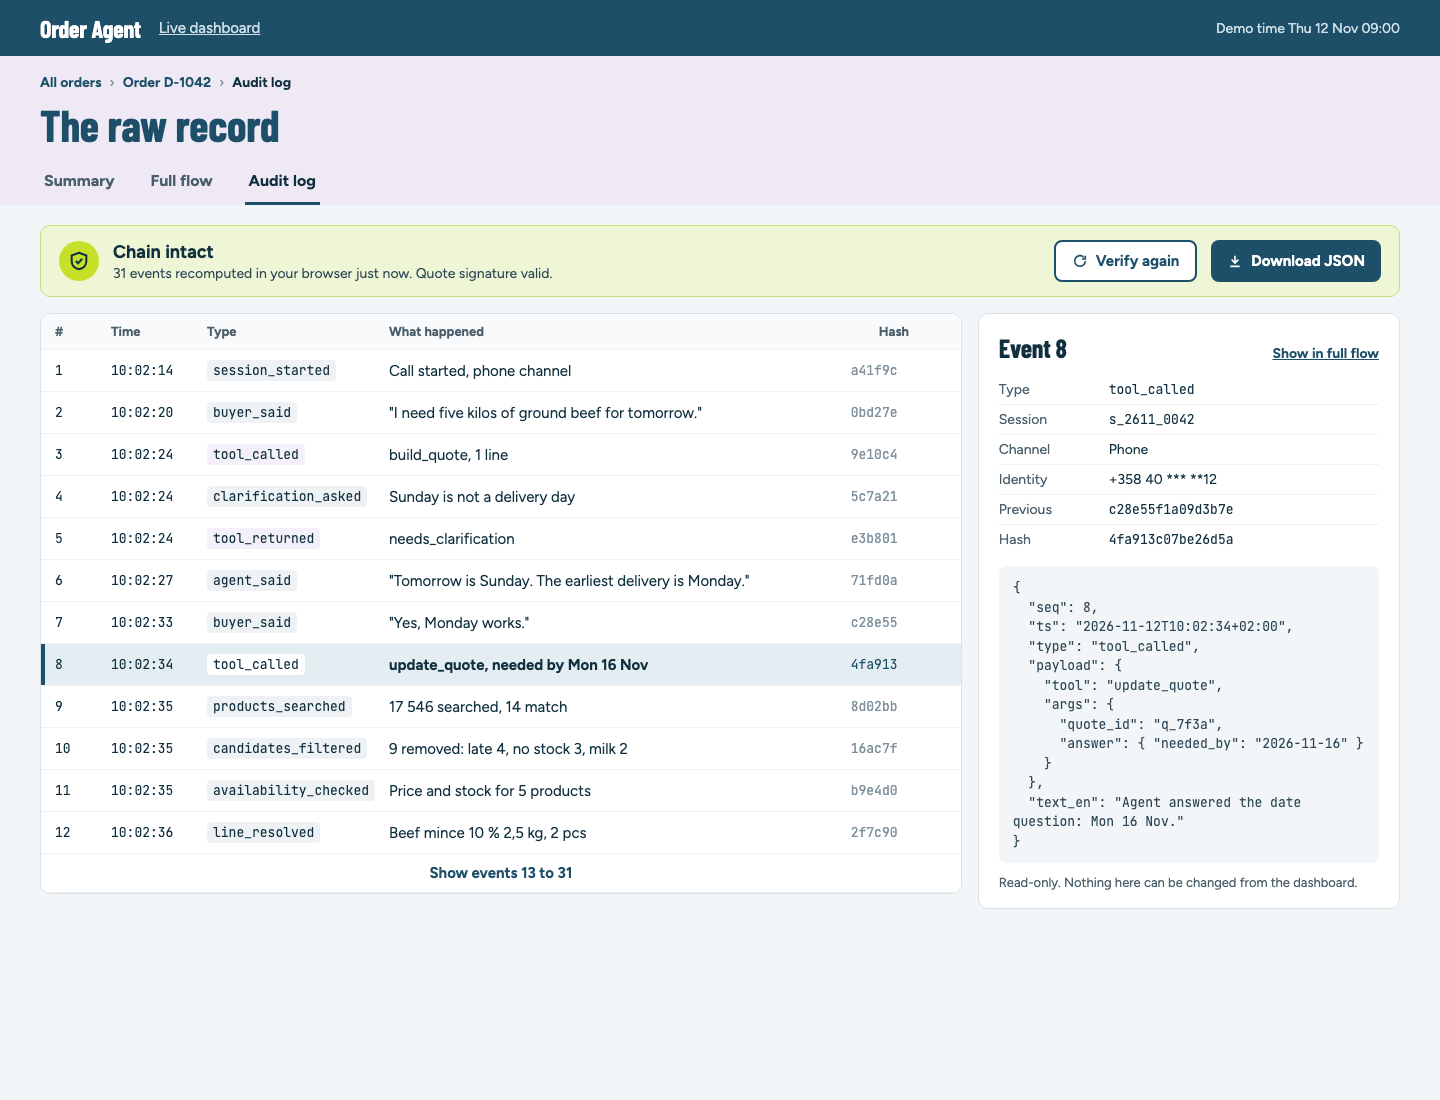 Order Agent
Live dashboard
Demo time Thu 12 Nov 09:00
All orders › Order D-1042 › Audit log
The raw record
Summary
Full flow
Audit log
Chain intact
31 events recomputed in your browser just now. Quote signature valid.
Verify again
Download JSON
# Time Type What happened Hash
1 10:02:14 session_started Call started, phone channel a41f9c
2 10:02:20 buyer_said "I need five kilos of ground beef for tomorrow." 0bd27e
3 10:02:24 tool_called build_quote, 1 line 9e10c4
4 10:02:24 clarification_asked Sunday is not a delivery day 5c7a21
5 10:02:24 tool_returned needs_clarification e3b801
6 10:02:27 agent_said "Tomorrow is Sunday. The earliest delivery is Monday." 71fd0a
7 10:02:33 buyer_said "Yes, Monday works." c28e55
8 10:02:34 tool_called update_quote, needed by Mon 16 Nov 4fa913
9 10:02:35 products_searched 17 546 searched, 14 match 8d02bb
10 10:02:35 candidates_filtered 9 removed: late 4, no stock 3, milk 2 16ac7f
11 10:02:35 availability_checked Price and stock for 5 products b9e4d0
12 10:02:36 line_resolved Beef mince 10 % 2,5 kg, 2 pcs 2f7c90
Show events 13 to 31
Event 8
Show in full flow
Type tool_called
Session s_2611_0042
Channel Phone
Identity +358 40 *** **12
Previous c28e55f1a09d3b7e
Hash 4fa913c07be26d5a
{
  "seq": 8,
  "ts": "2026-11-12T10:02:34+02:00",
  "type": "tool_called",
  "payload": {
    "tool": "update_quote",
    "args": {
      "quote_id": "q_7f3a",
      "answer": { "needed_by": "2026-11-16" }
    }
  },
  "text_en": "Agent answered the date
question: Mon 16 Nov."
}
Read-only. Nothing here can be changed from the dashboard.